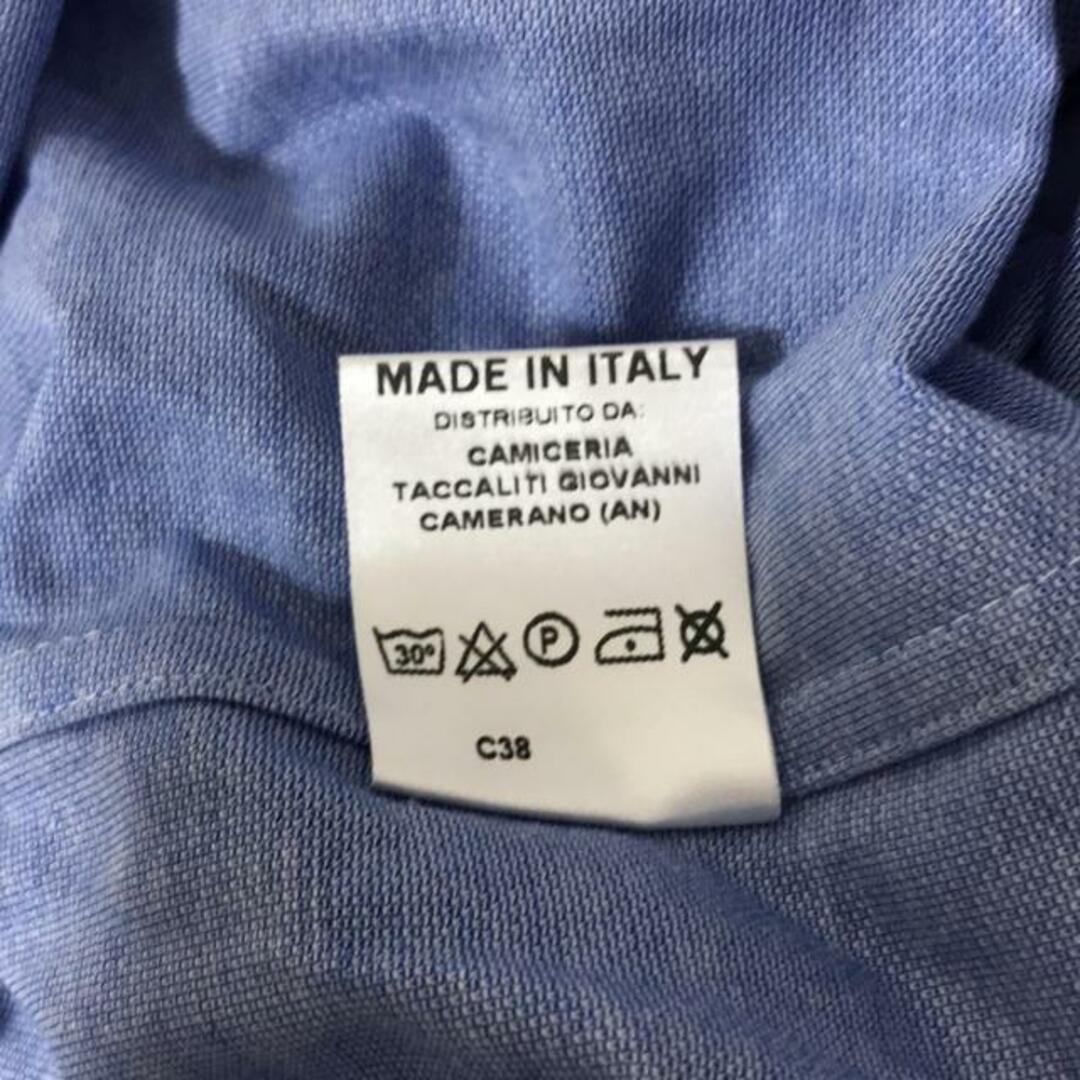 MADE IN ITALY
DISTRIBUITO DA:
CAMICERIA
TACCALITI GIOVANNI
CAMERANO (AN)
30° P
C38